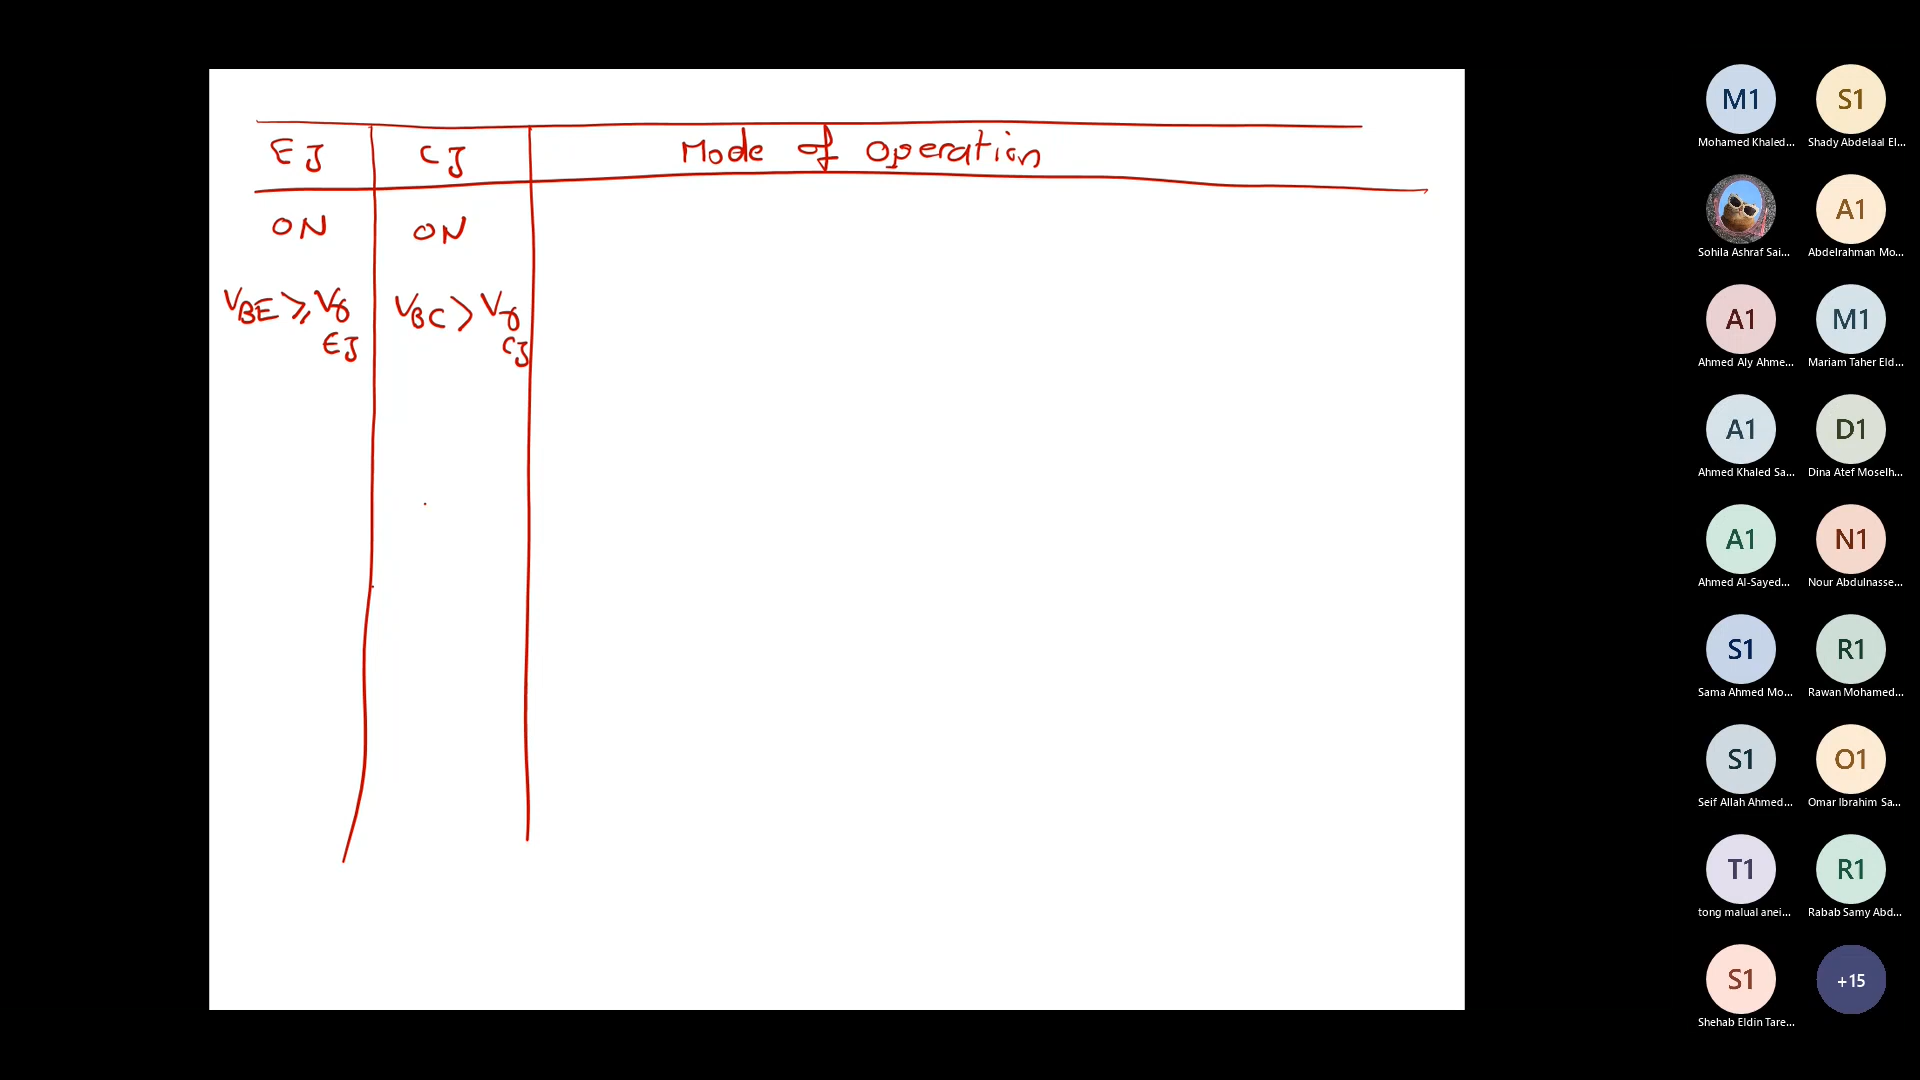 EJ CJ Mode of operation
ON ON
VBE ≥ Vγ VBC > Vγ
EJ CJ
M1 S1
Mohamed Khaled... Shady Abdelaal El...
A1
Sohila Ashraf Sai... Abdelrahman Mo...
A1 M1
Ahmed Aly Ahme... Mariam Taher Eld...
A1 D1
Ahmed Khaled Sa... Dina Atef Moselh...
A1 N1
Ahmed Al-Sayed... Nour Abdulnasse...
S1 R1
Sama Ahmed Mo... Rawan Mohamed...
S1 O1
Seif Allah Ahmed... Omar Ibrahim Sa...
T1 R1
tong malual anei... Rabab Samy Abd...
S1 +15
Shehab Eldin Tare...